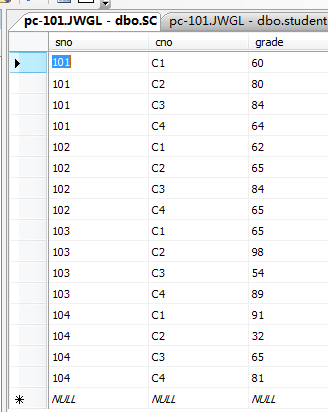 pc-101.JWGL - dbo.SC pc-101.JWGL - dbo.student
sno cno grade
101 C1 60
101 C2 80
101 C3 84
101 C4 64
102 C1 62
102 C2 65
102 C3 84
102 C4 65
103 C1 65
103 C2 98
103 C3 54
103 C4 89
104 C1 91
104 C2 32
104 C3 65
104 C4 81
NULL NULL NULL